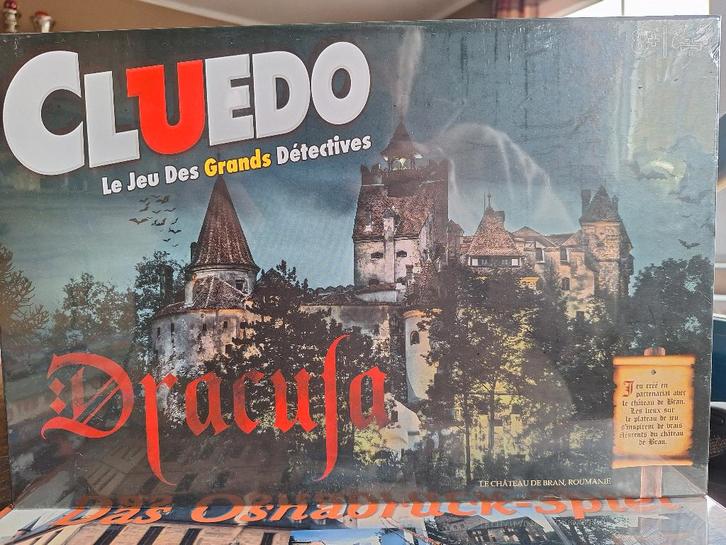 CLUEDO
Le Jeu Des Grands Détectives
Dracula
Jeu créé en
partenariat avec
le château de Bran.
Les lieux sur
le plateau de jeu
s'inspirent de vrais
éléments du château
de Bran.
LE CHÂTEAU DE BRAN, ROUMANIE
Das Osnabrück-Spiel